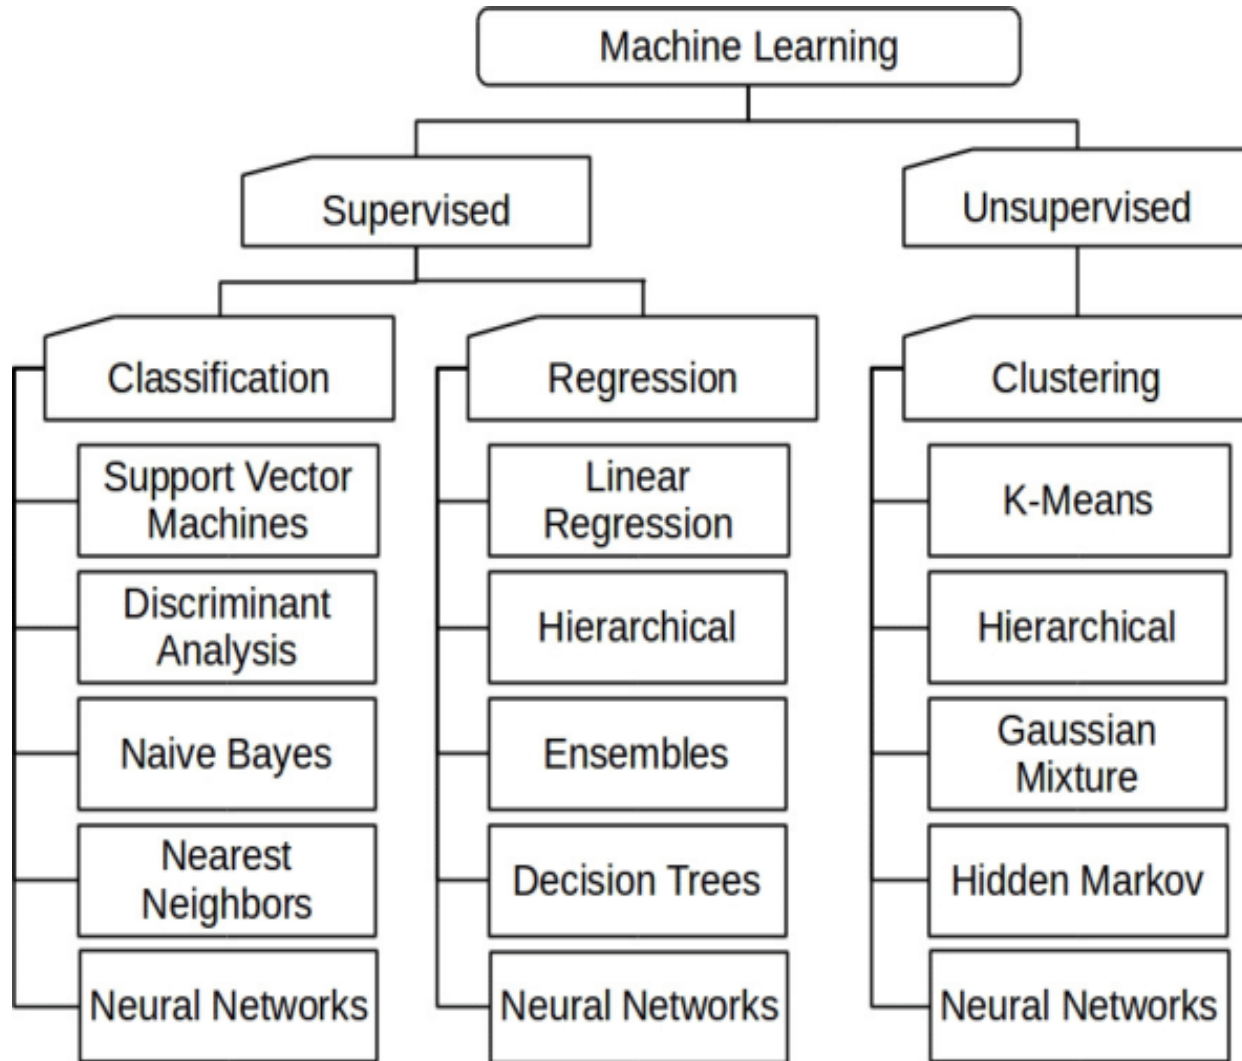 Machine Learning
Supervised
Unsupervised
Classification
Regression
Clustering
Support Vector
Machines
Linear
Regression
K-Means
Discriminant
Analysis
Hierarchical
Hierarchical
Naive Bayes
Ensembles
Gaussian
Mixture
Nearest
Neighbors
Decision Trees
Hidden Markov
Neural Networks
Neural Networks
Neural Networks